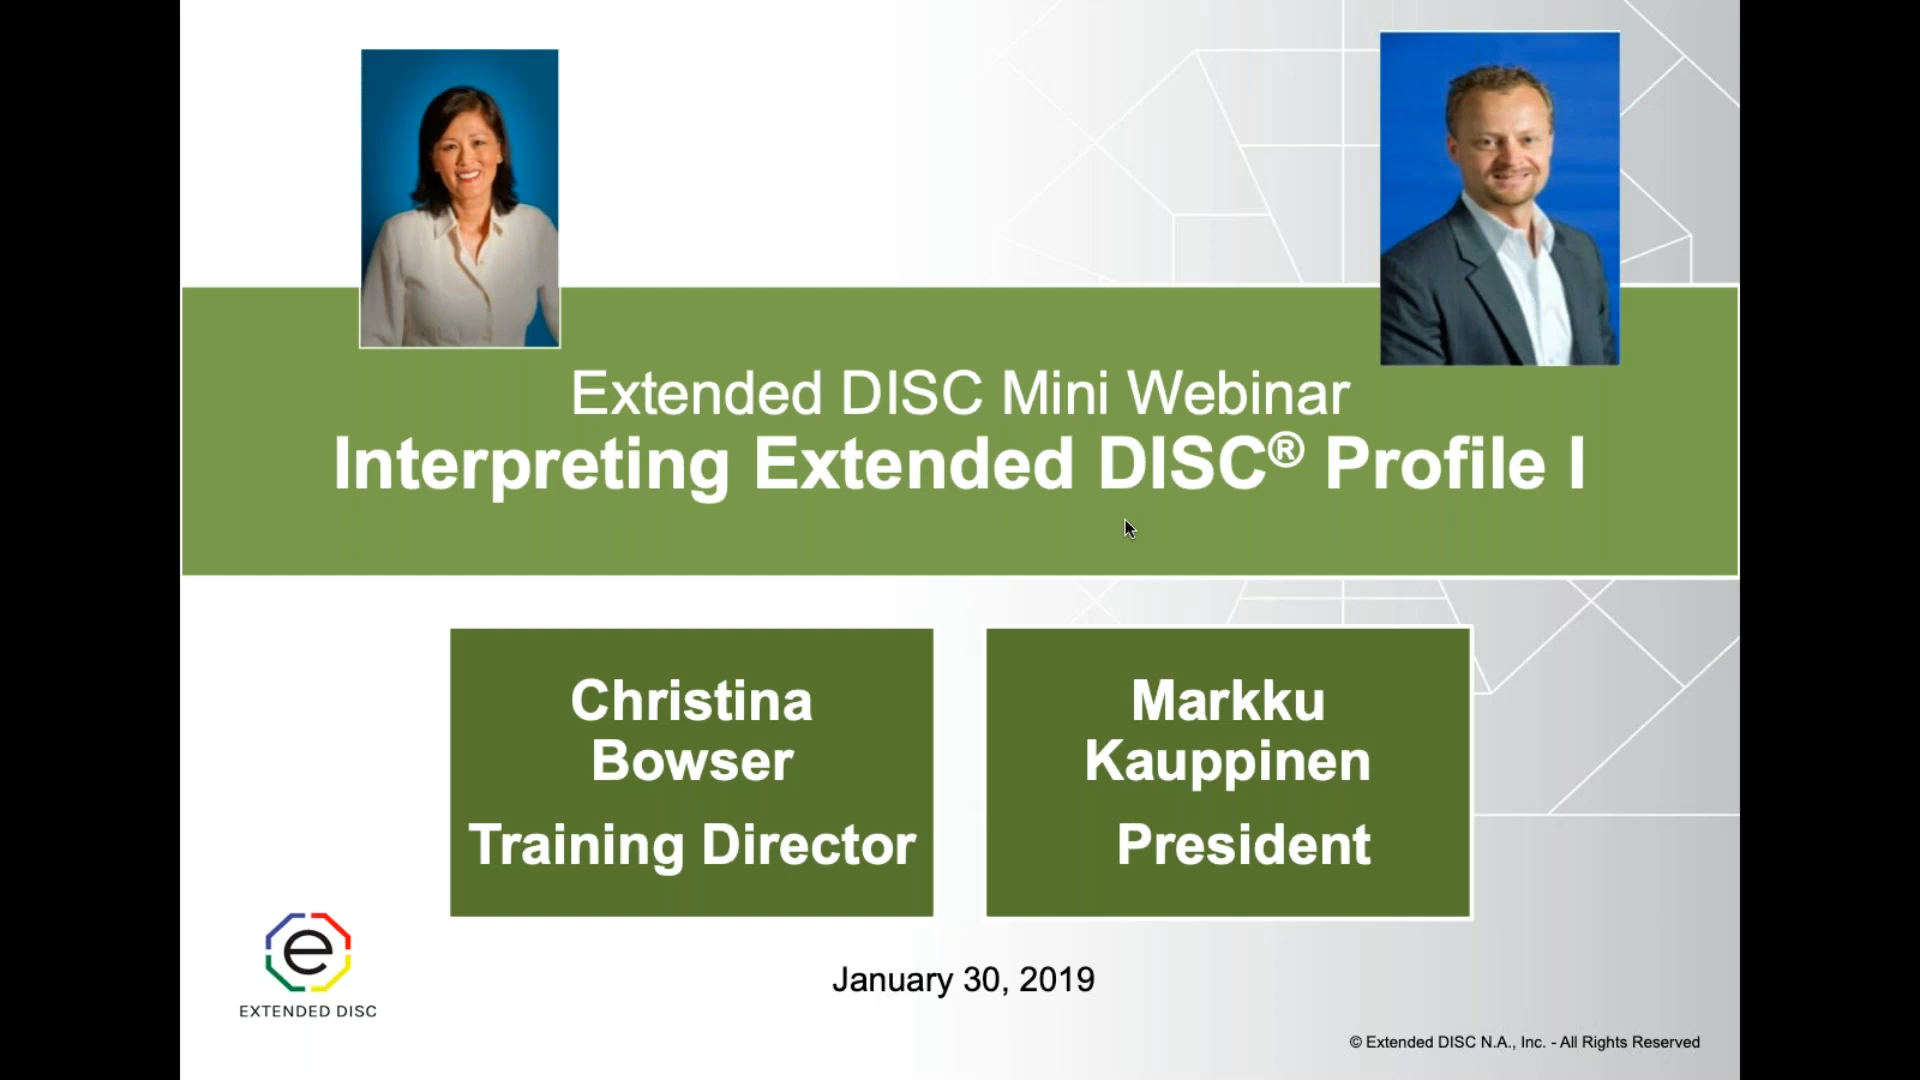 Extended DISC Mini Webinar
Interpreting Extended DISC® Profile I
Christina
Bowser
Training Director
Markku
Kauppinen
President
e
EXTENDED DISC
January 30, 2019
© Extended DISC N.A., Inc. - All Rights Reserved